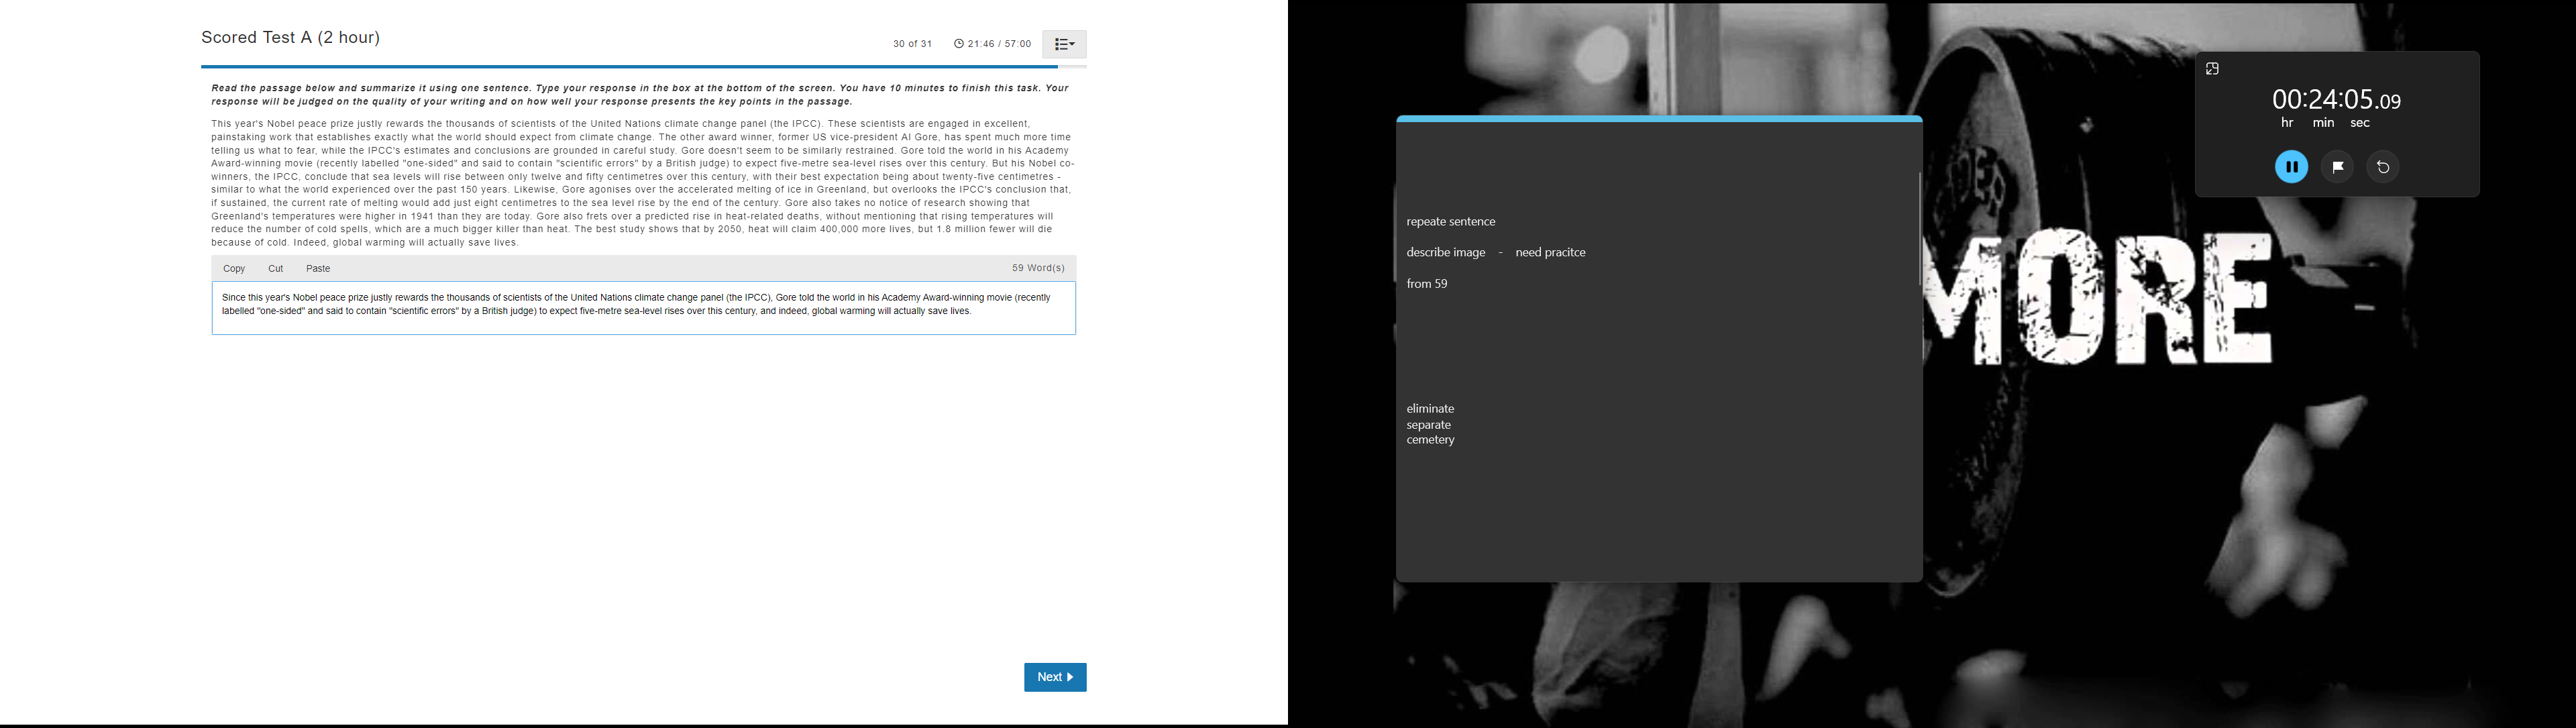 Scored Test A (2 hour)
30 of 31
21:46 / 57:00
Read the passage below and summarize it using one sentence. Type your response in the box at the bottom of the screen. You have 10 minutes to finish this task. Your
response will be judged on the quality of your writing and on how well your response presents the key points in the passage.
This year's Nobel peace prize justly rewards the thousands of scientists of the United Nations climate change panel (the IPCC). These scientists are engaged in excellent,
painstaking work that establishes exactly what the world should expect from climate change. The other award winner, former US vice-president Al Gore, has spent much more time
telling us what to fear, while the IPCC's estimates and conclusions are grounded in careful study. Gore doesn't seem to be similarly restrained. Gore told the world in his Academy
Award-winning movie (recently labelled "one-sided" and said to contain "scientific errors" by a British judge) to expect five-metre sea-level rises over this century. But his Nobel co-
winners, the IPCC, conclude that sea levels will rise between only twelve and fifty centimetres over this century, with their best expectation being about twenty-five centimetres -
similar to what the world experienced over the past 150 years. Likewise, Gore agonises over the accelerated melting of ice in Greenland, but overlooks the IPCC's conclusion that,
if sustained, the current rate of melting would add just eight centimetres to the sea level rise by the end of the century. Gore also takes no notice of research showing that
Greenland's temperatures were higher in 1941 than they are today. Gore also frets over a predicted rise in heat-related deaths, without mentioning that rising temperatures will
reduce the number of cold spells, which are a much bigger killer than heat. The best study shows that by 2050, heat will claim 400,000 more lives, but 1.8 million fewer will die
because of cold. Indeed, global warming will actually save lives.
Copy Cut Paste
59 Word(s)
Since this year's Nobel peace prize justly rewards the thousands of scientists of the United Nations climate change panel (the IPCC), Gore told the world in his Academy Award-winning movie (recently
labelled "one-sided" and said to contain "scientific errors" by a British judge) to expect five-metre sea-level rises over this century, and indeed, global warming will actually save lives.
Next
repeate sentence
describe image - need pracitce
from 59
eliminate
separate
cemetery
00:24:05.09
hr min sec
MORE